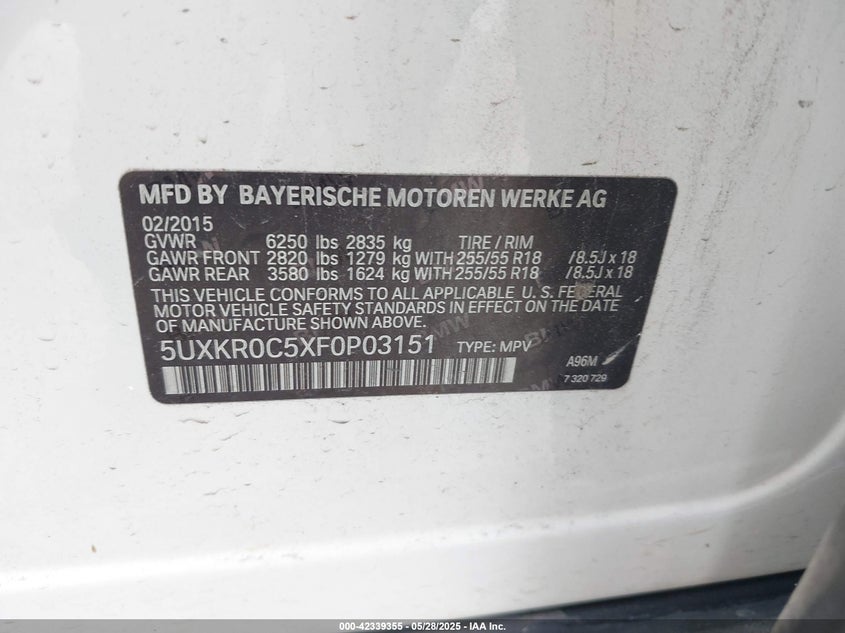 MFD BY BAYERISCHE MOTOREN WERKE AG
02/2015
GVWR 6250 lbs 2835 kg TIRE / RIM
GAWR FRONT 2820 lbs 1279 kg WITH 255/55 R18 /8.5J x 18
GAWR REAR 3580 lbs 1624 kg WITH 255/55 R18 /8.5J x 18
THIS VEHICLE CONFORMS TO ALL APPLICABLE U. S. FEDERAL
MOTOR VEHICLE SAFETY STANDARDS IN EFFECT ON THE DATE
OF MANUFACTURE SHOWN ABOVE.
5UXKR0C5XF0P03151 TYPE: MPV
A96M
7 320 729
000-42339355 - 05/28/2025 - IAA Inc.